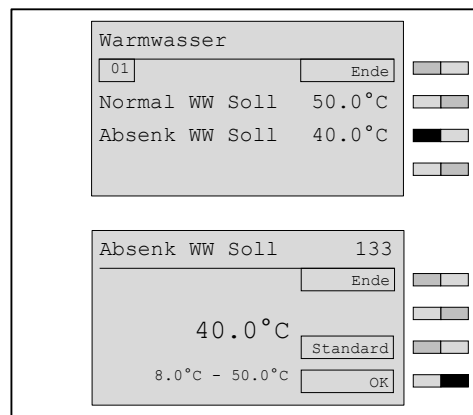 Warmwasser
01 Ende
Normal WW Soll 50.0°C
Absenk WW Soll 40.0°C
Absenk WW Soll 133
Ende
40.0°C
Standard
8.0°C - 50.0°C OK